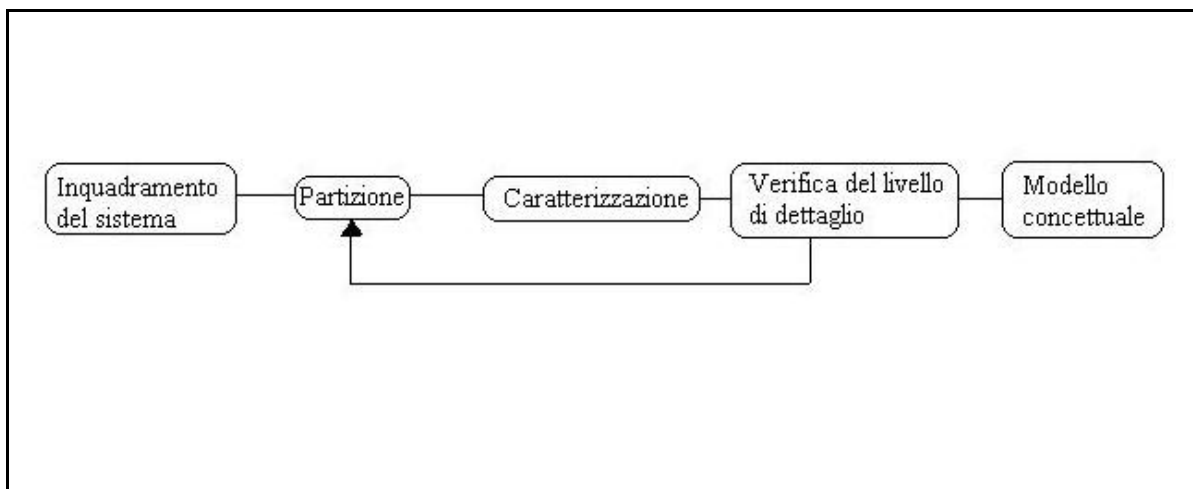 Inquadramento
del sistema
Partizione
Caratterizzazione
Verifica del livello
di dettaglio
Modello
concettuale